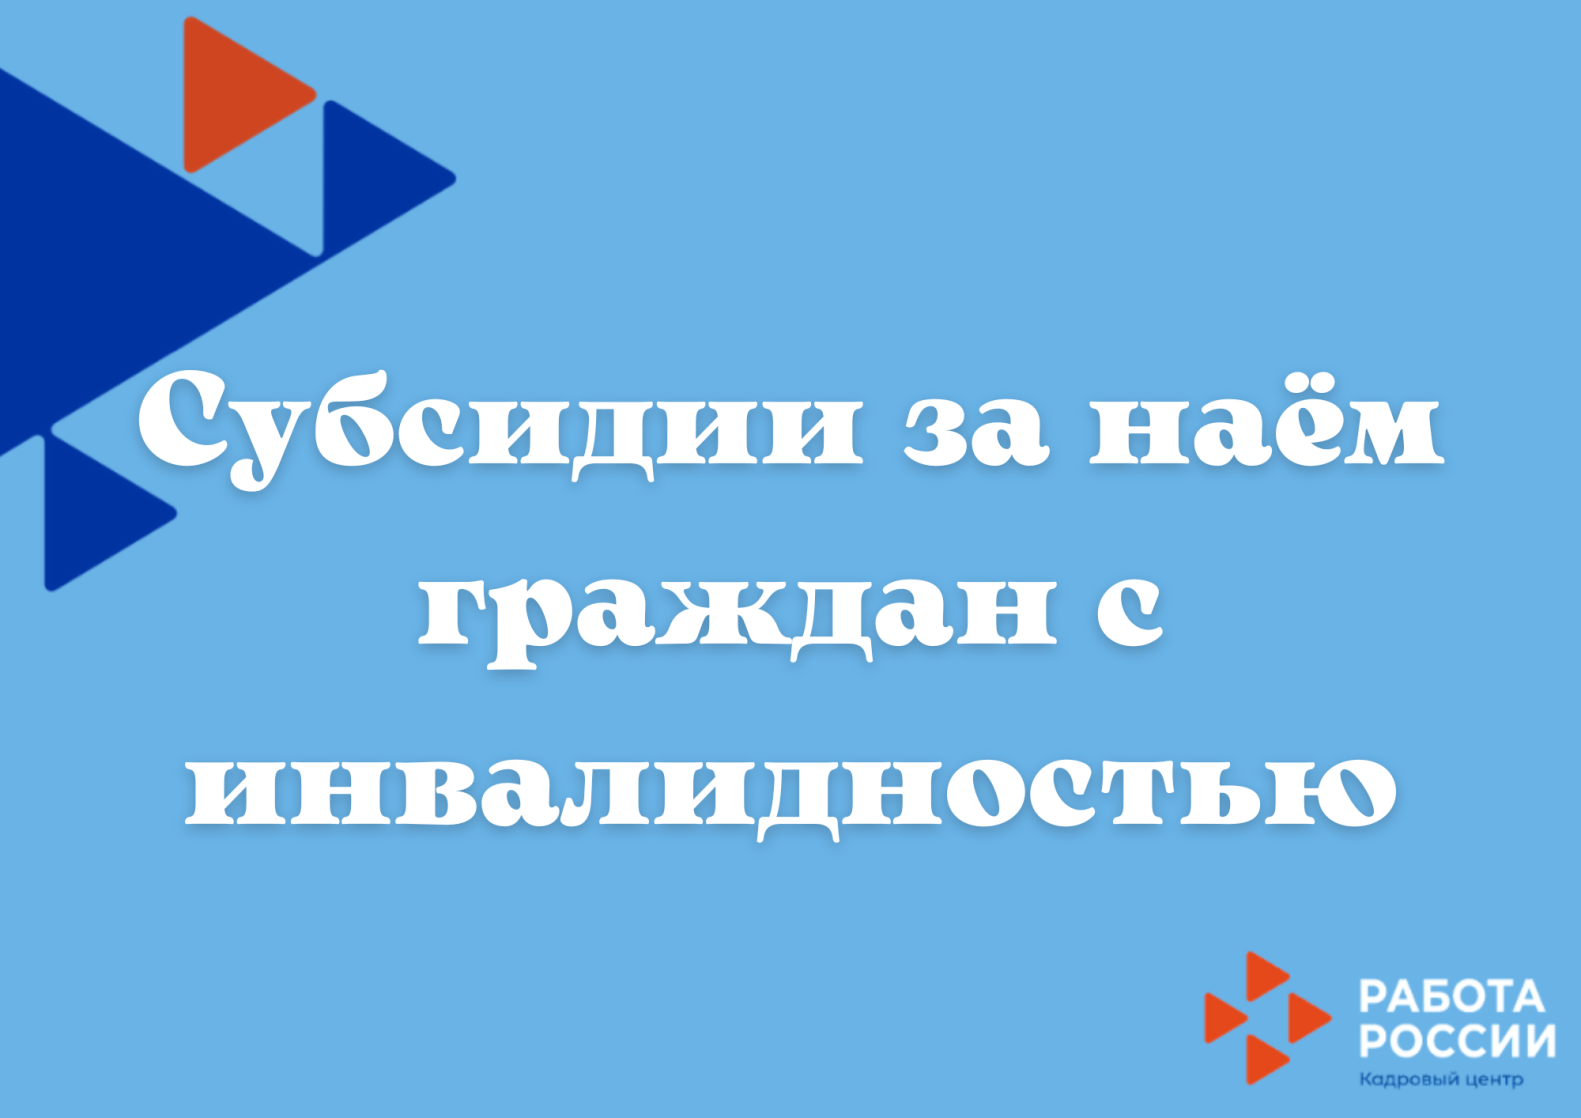 Субсидии за наём
граждан с
инвалидностью
РАБОТА
РОССИИ
Кадровый центр